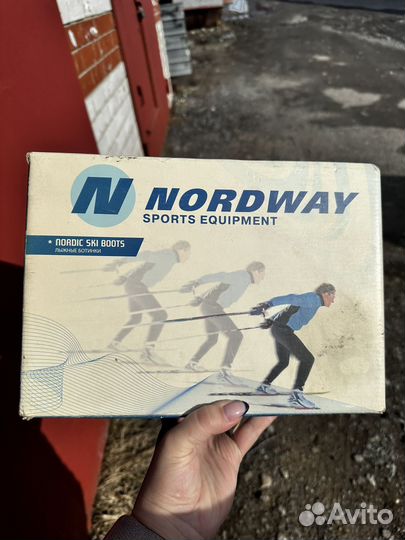 N NORDWAY
SPORTS EQUIPMENT
• NORDIC SKI BOOTS
ЛЫЖНЫЕ БОТИНКИ
Avito